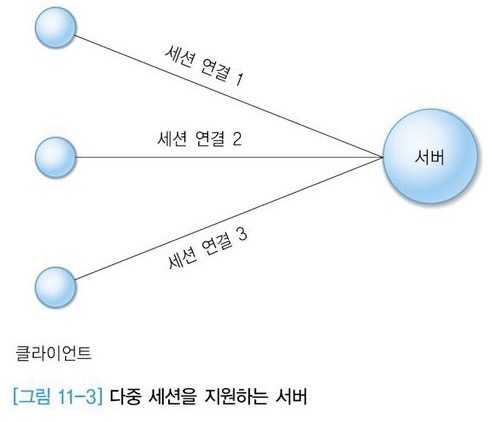 세션 연결 1
세션 연결 2
서버
세션 연결 3
클라이언트
[그림 11-3] 다중 세션을 지원하는 서버